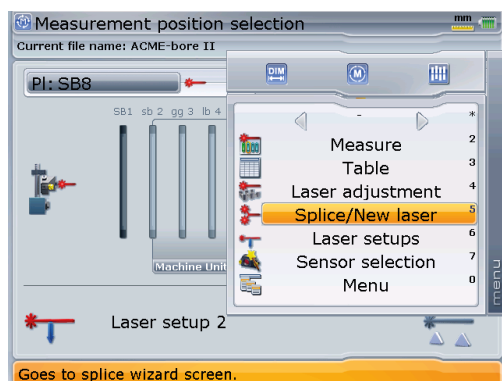 Measurement position selection
mm
Current file name: ACME-bore II
Pl: SB8
DIM
M
SB1 sb 2 gg 3 lb 4
- *
Measure 2
Table 3
Laser adjustment 4
Splice/New laser 5
Laser setups 6
Sensor selection 7
Menu 0
Machine Unit
menu
Laser setup 2
Goes to splice wizard screen.